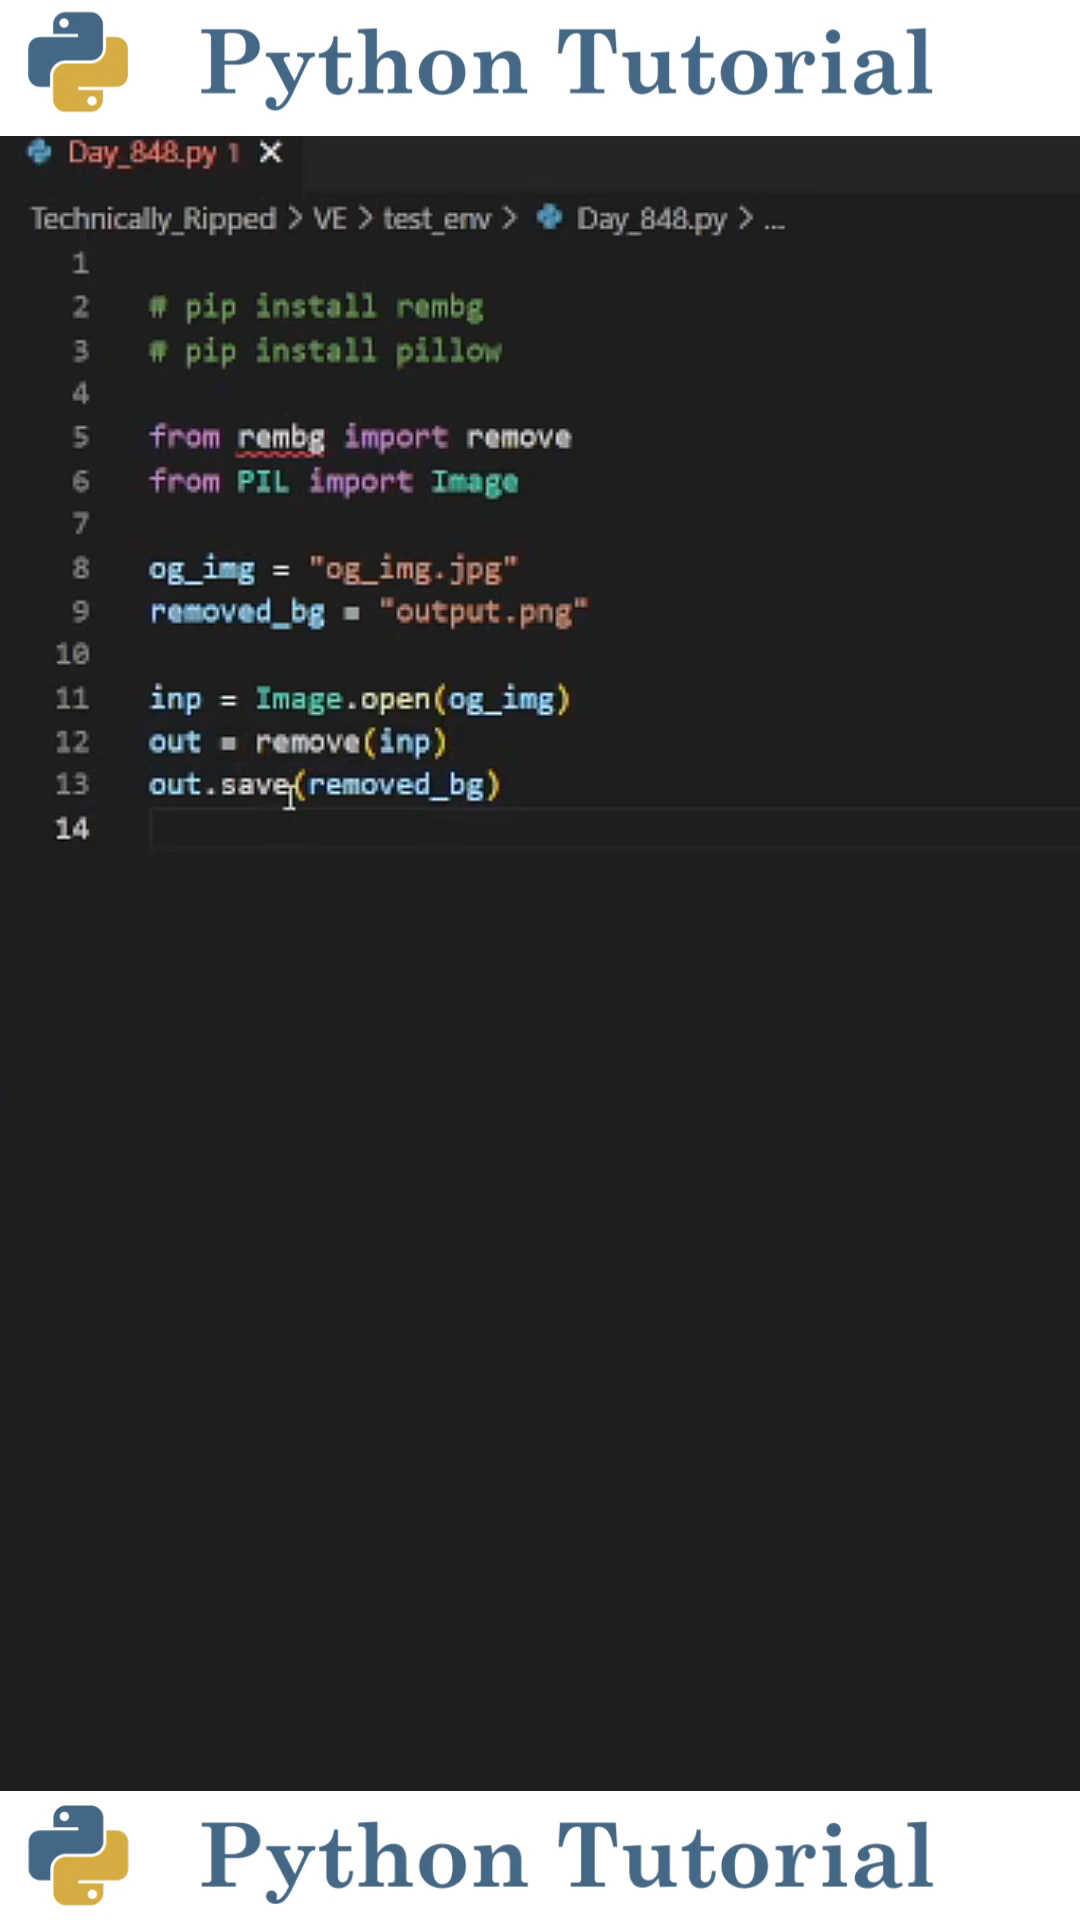 Python Tutorial
Day_848.py 1
Technically_Ripped > VE > test_env > Day_848.py > ...
1
2 # pip install rembg
3 # pip install pillow
4
5 from rembg import remove
6 from PIL import Image
7
8 og_img = "og_img.jpg"
9 removed_bg = "output.png"
10
11 inp = Image.open(og_img)
12 out = remove(inp)
13 out.save(removed_bg)
14
Python Tutorial